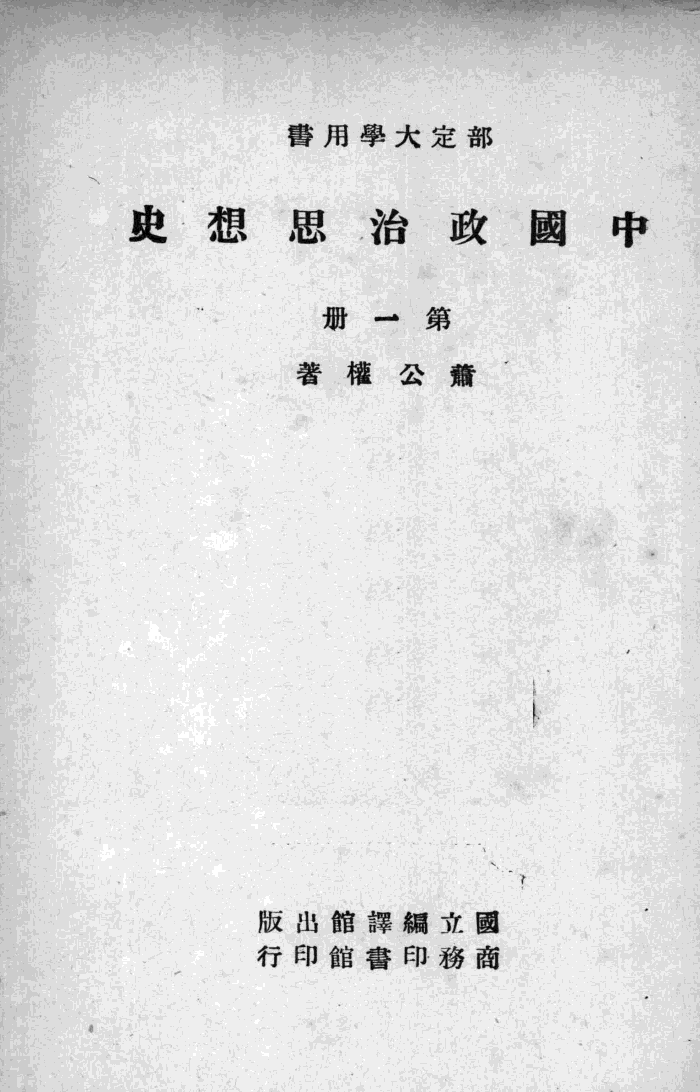 部定大學用書
中國政治思想史
第一册
蕭公權著
國立編譯館出版
商務印書館印行